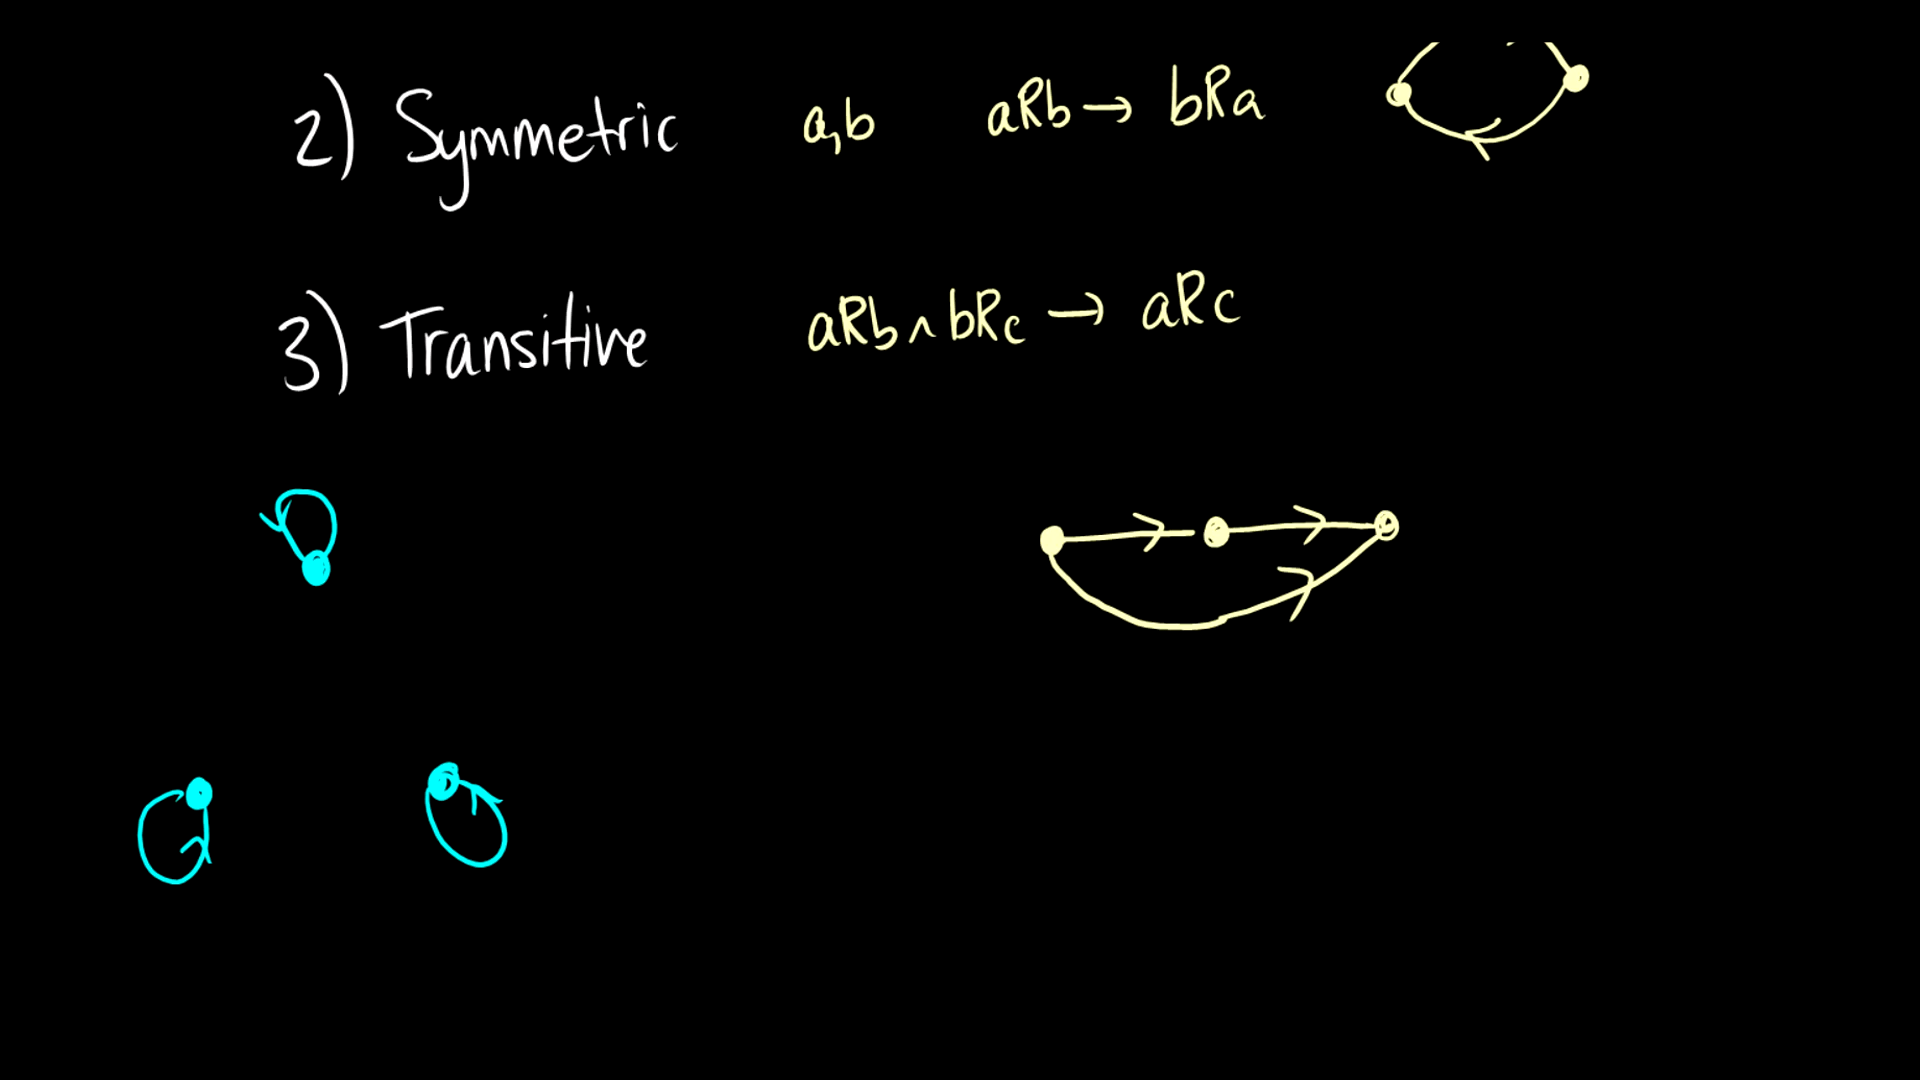 2) Symmetric a,b aRb → bRa
3) Transitive aRb ∧ bRc → aRc